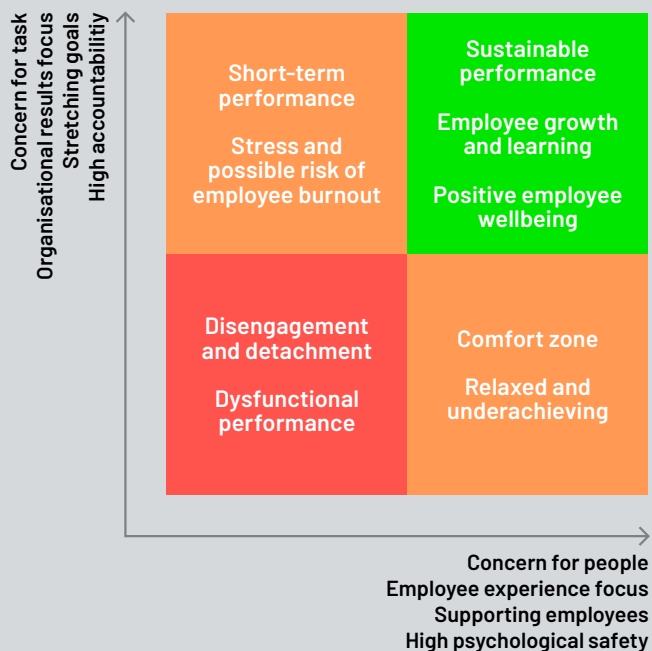 Concern for task
Organisational results focus
Stretching goals
High accountabilitiy
Short-term
performance
Stress and
possible risk of
employee burnout
Sustainable
performance
Employee growth
and learning
Positive employee
wellbeing
Disengagement
and detachment
Dysfunctional
performance
Comfort zone
Relaxed and
underachieving
Concern for people
Employee experience focus
Supporting employees
High psychological safety